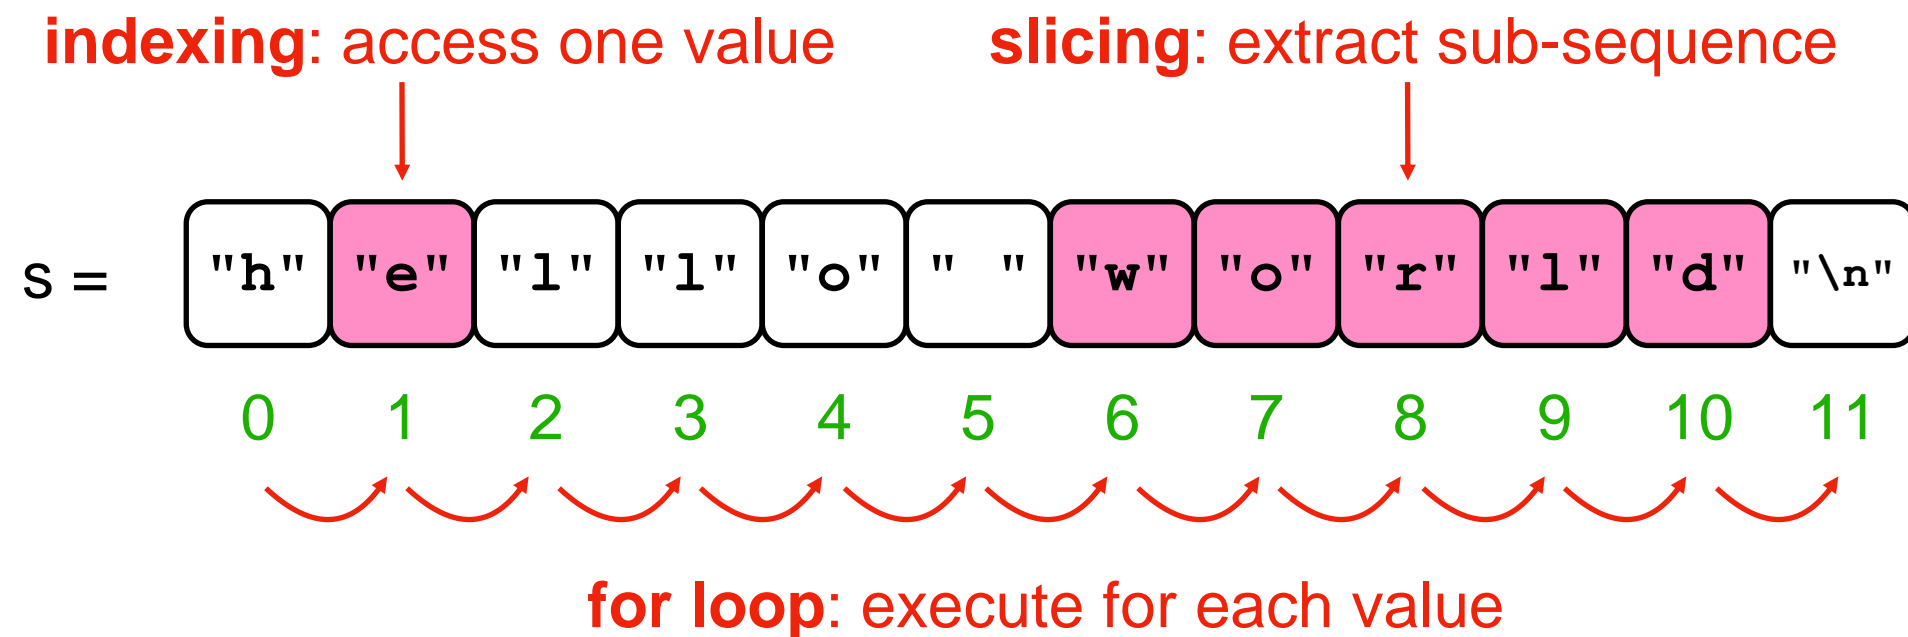 indexing: access one value slicing: extract sub-sequence
s = "h" "e" "l" "l" "o" " " "w" "o" "r" "l" "d" "\n"
0 1 2 3 4 5 6 7 8 9 10 11
for loop: execute for each value